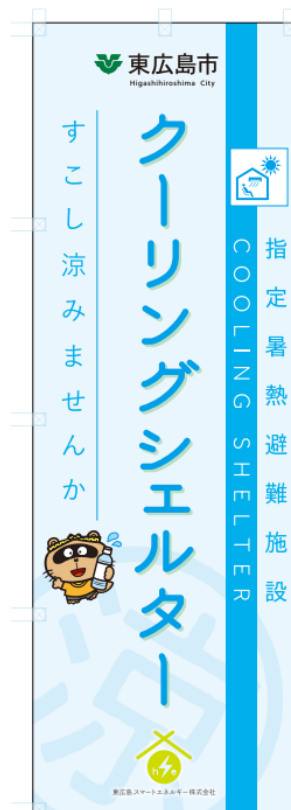 東広島市
Higashihiroshima City
指定暑熱避難施設
COOLING SHELTER
クーリングシェルター
すこし涼みませんか
涼
hse
東広島スマートエネルギー株式会社